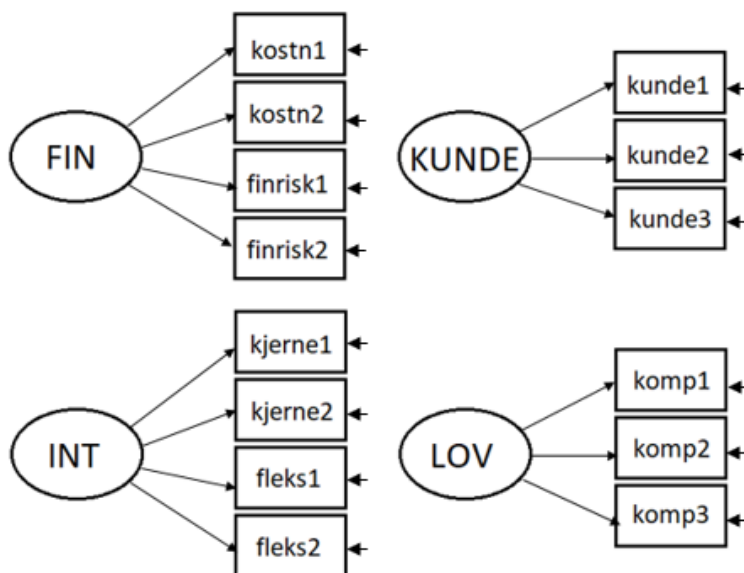 FIN
kostn1
kostn2
finrisk1
finrisk2
KUNDE
kunde1
kunde2
kunde3
INT
kjerne1
kjerne2
fleks1
fleks2
LOV
komp1
komp2
komp3